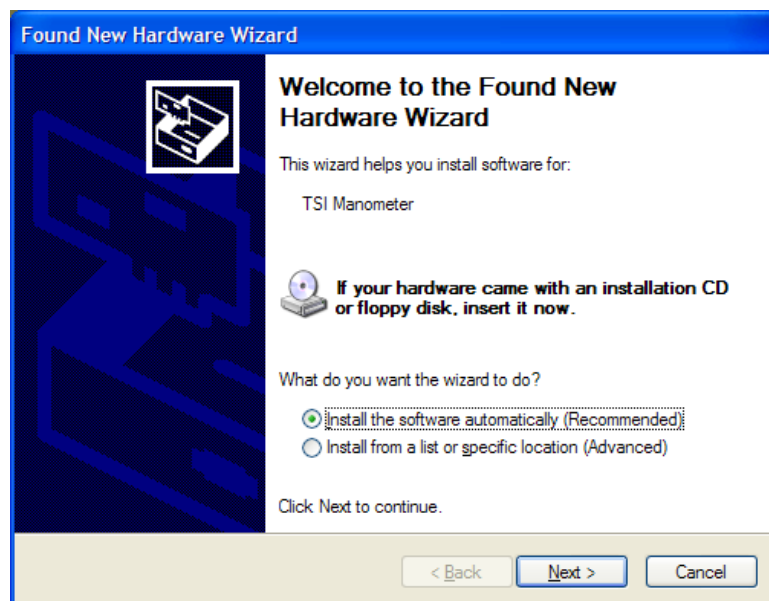 Found New Hardware Wizard
Welcome to the Found New
Hardware Wizard
This wizard helps you install software for:
TSI Manometer
If your hardware came with an installation CD
or floppy disk, insert it now.
What do you want the wizard to do?
Install the software automatically (Recommended)
Install from a list or specific location (Advanced)
Click Next to continue.
< Back
Next >
Cancel